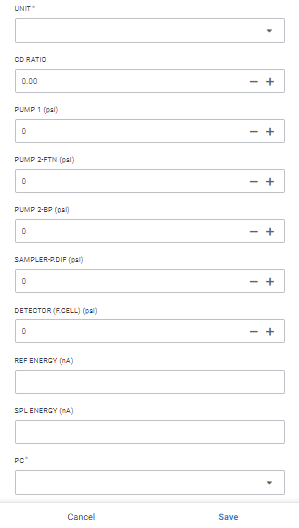 UNIT*
CD RATIO
0.00
PUMP 1 (psi)
0
PUMP 2-FTN (psi)
0
PUMP 2-BP (psi)
0
SAMPLER-P.DIF (psi)
0
DETECTOR (F.CELL) (psi)
0
REF ENERGY (nA)
SPL ENERGY (nA)
PC*
Cancel Save